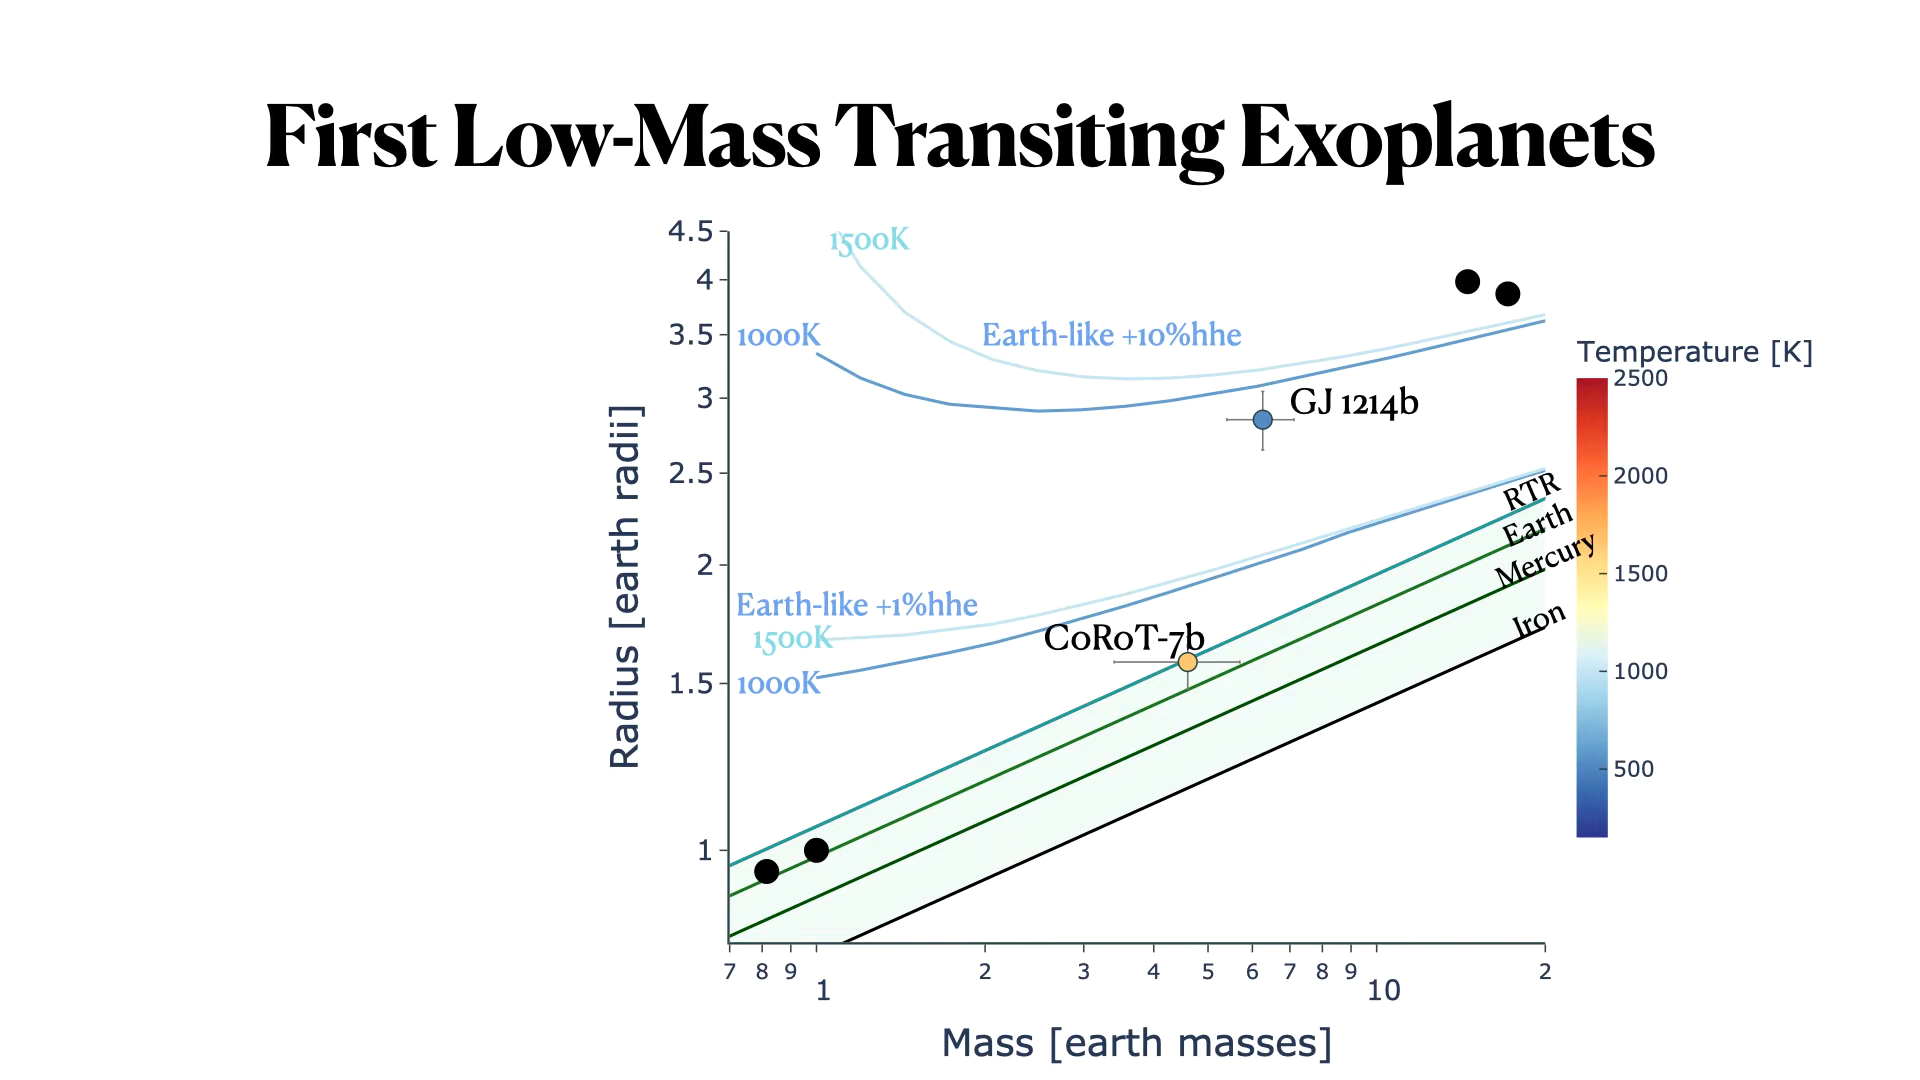 First Low-Mass Transiting Exoplanets
4.5
4
3.5
3
2.5
2
1.5
1
Radius [earth radii]
1500K
1000K
Earth-like +10%hhe
GJ 1214b
Earth-like +1%hhe
1500K
1000K
CoRoT-7b
RTR
Earth
Mercury
Iron
Temperature [K]
2500
2000
1500
1000
500
7 8 9 1 2 3 4 5 6 7 8 9 10 2
Mass [earth masses]